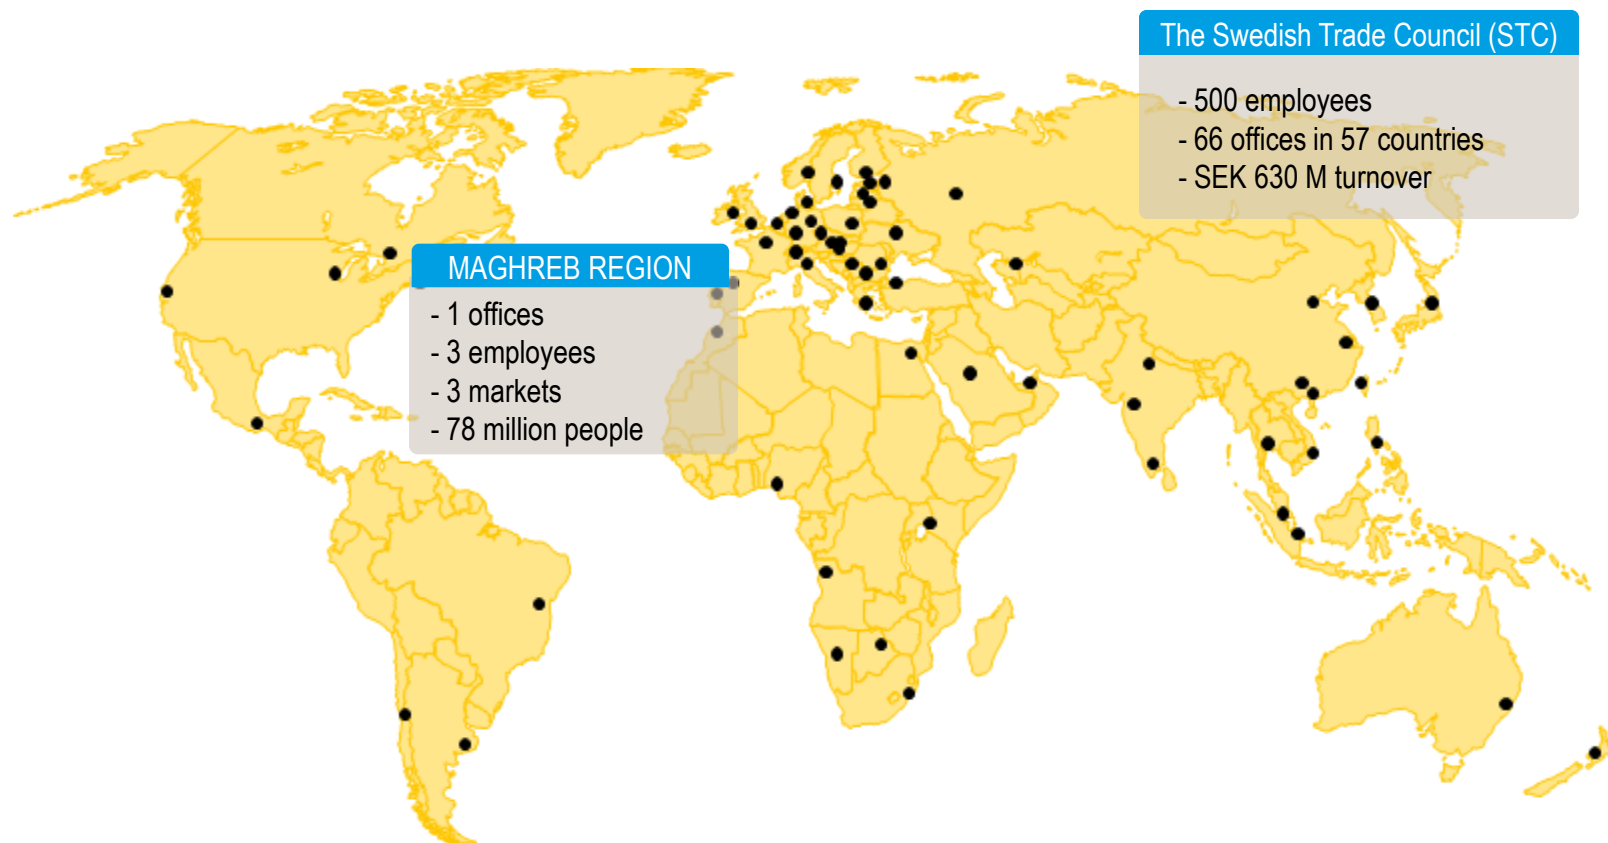 The Swedish Trade Council (STC)
- 500 employees
- 66 offices in 57 countries
- SEK 630 M turnover
MAGHREB REGION
- 1 offices
- 3 employees
- 3 markets
- 78 million people